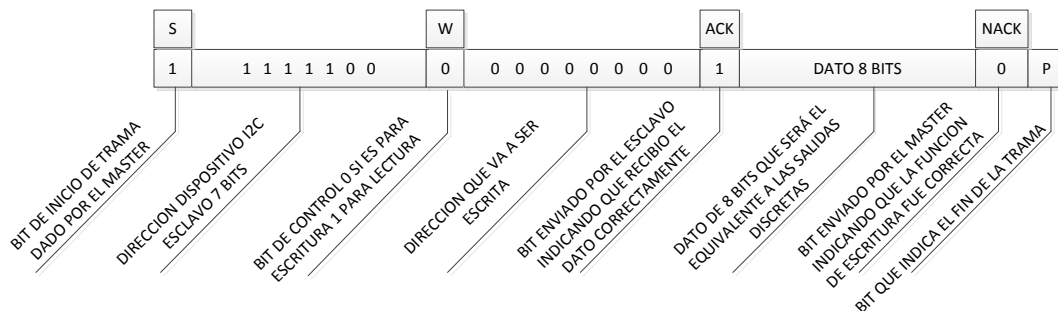 S
W
ACK
NACK
1
1 1 1 1 1 0 0
0
0 0 0 0 0 0 0 0
1
DATO 8 BITS
0
P
BIT DE INICIO DE TRAMA
DADO POR EL MASTER
DIRECCION DISPOSITIVO I2C
ESCLAVO 7 BITS
BIT DE CONTROL 0 SI ES PARA
ESCRITURA 1 PARA LECTURA
DIRECCION QUE VA A SER
ESCRITA
BIT ENVIADO POR EL ESCLAVO
INDICANDO QUE RECIBIO EL
DATO CORRECTAMENTE
DATO DE 8 BITS QUE SERÁ EL
EQUIVALENTE A LAS SALIDAS
DISCRETAS
BIT ENVIADO POR EL MASTER
INDICANDO QUE LA FUNCION
DE ESCRITURA FUE CORRECTA
BIT QUE INDICA EL FIN DE LA TRAMA